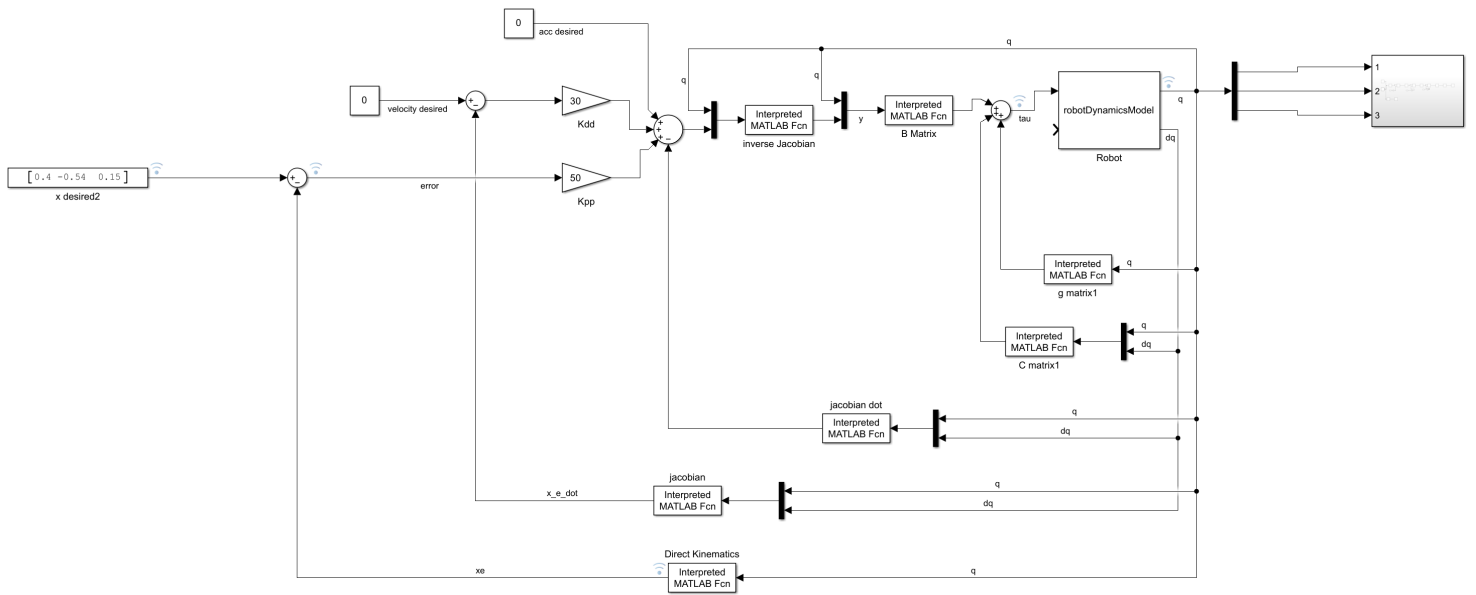 0
acc desired
q
q
q
0
velocity desired
30
Kdd
Interpreted
MATLAB Fcn
inverse Jacobian
y
Interpreted
MATLAB Fcn
B Matrix
tau
robotDynamicsModel
q
dq
Robot
1
2
3
[0.4 -0.54 0.15]
x desired2
error
50
Kpp
Interpreted
MATLAB Fcn
g matrix1
q
Interpreted
MATLAB Fcn
C matrix1
q
dq
jacobian dot
Interpreted
MATLAB Fcn
q
dq
jacobian
Interpreted
MATLAB Fcn
x_e_dot
q
dq
Direct Kinematics
Interpreted
MATLAB Fcn
xe
q